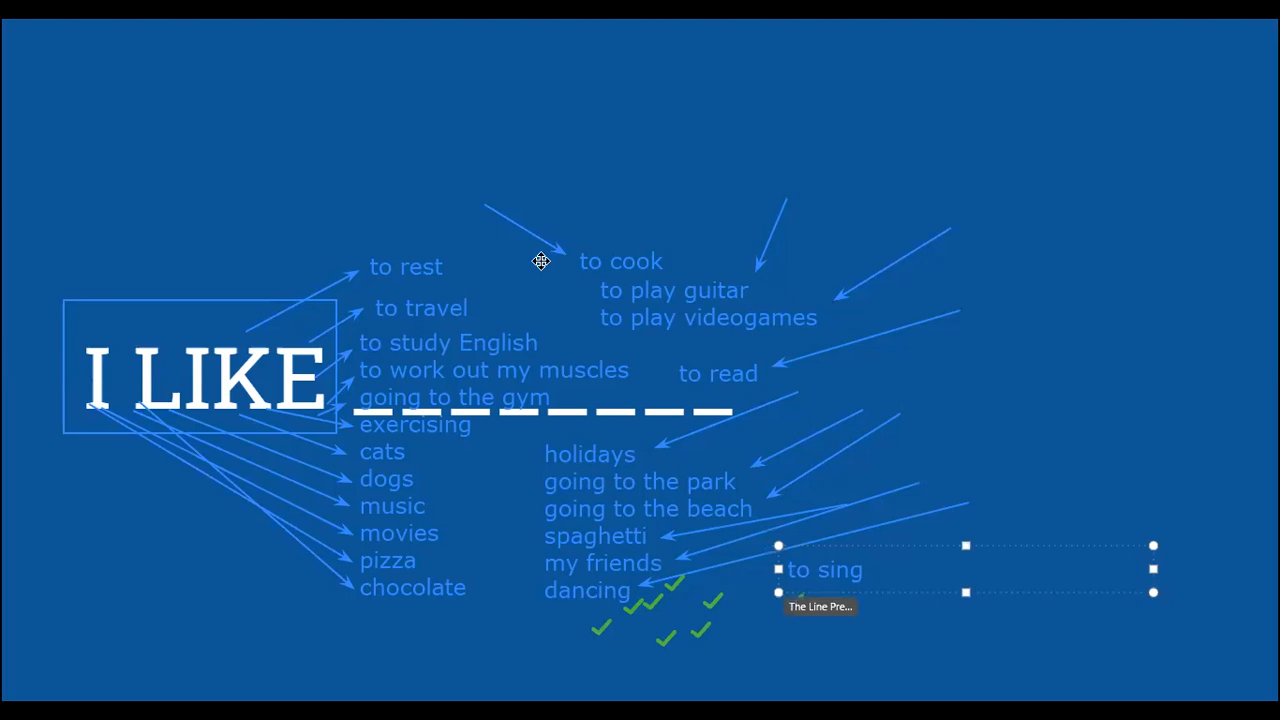 I LIKE
to rest
to travel
to study English
to work out my muscles
going to the gym
exercising
cats
dogs
music
movies
pizza
chocolate
to cook
to play guitar
to play videogames
to read
holidays
going to the park
going to the beach
spaghetti
my friends
dancing
to sing
The Line Pre...